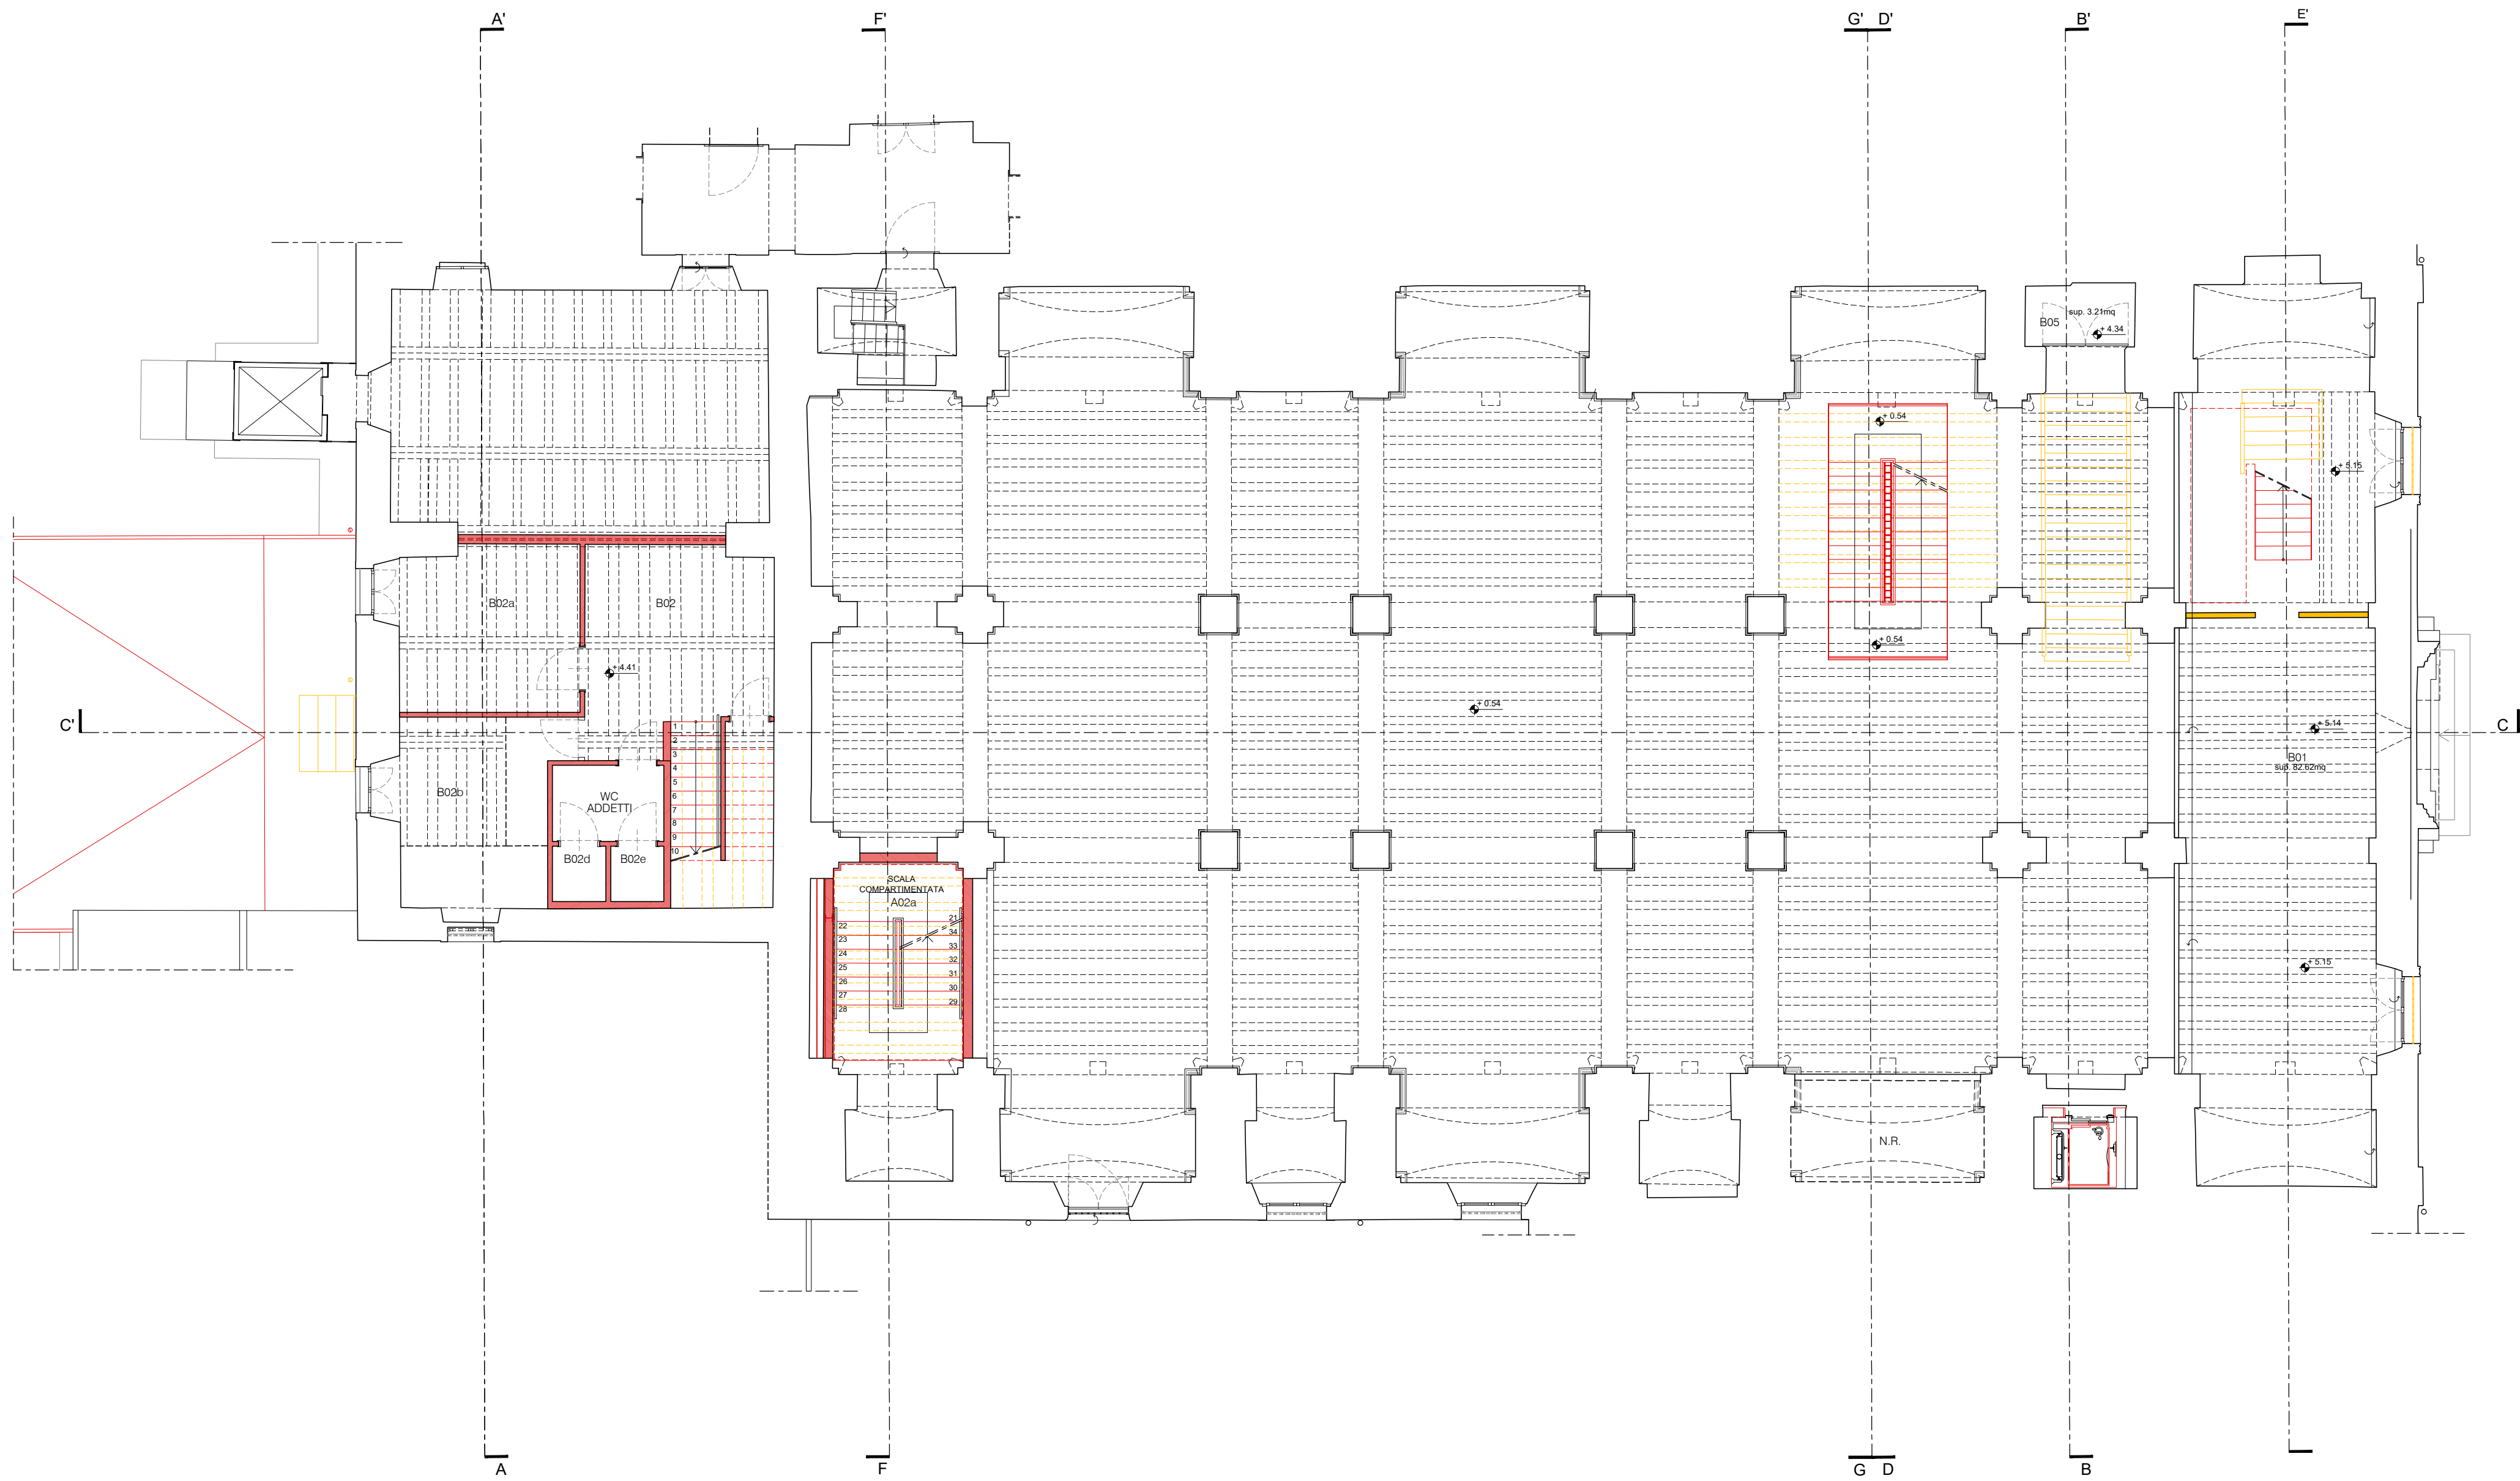 A'
F'
G' D'
B'
E'
B05
sup. 3.21mq
+ 4.34
+ 0.54
+ 5.15
B02a
B02
+ 4.41
+ 0.54
+ 0.54
C'
C
+ 5.14
B01
sup. 82.62mq
B02b
WC
ADDETTI
B02d
B02e
1
2
3
4
5
6
7
8
9
10
SCALA
COMPARTIMENTATA
A02a
21
22
34
23
33
24
32
25
31
26
30
27
29
28
+ 5.15
N.R.
A
F
G D
B